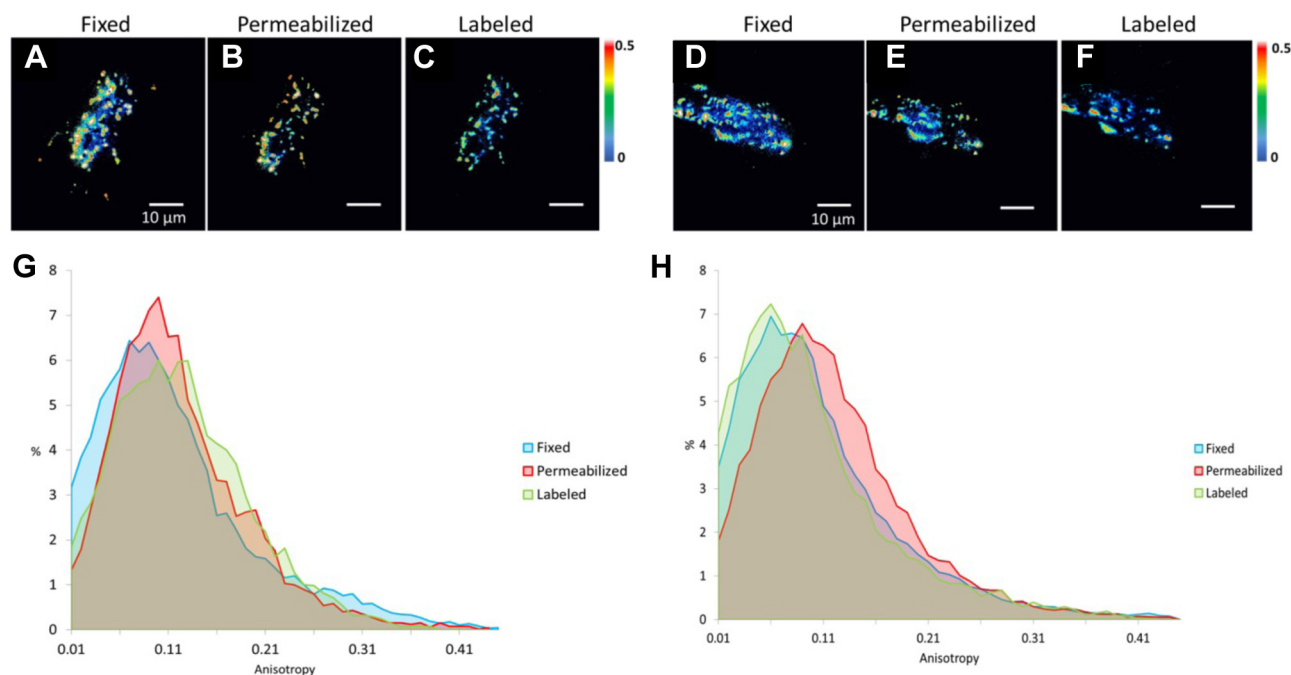 Fixed Permeabilized Labeled Fixed Permeabilized Labeled
A B C 0.5 D E F 0.5
0 0
10 µm 10 µm
G H
8 8
7 7
6 6
5 5
% 4 Fixed % 4 Fixed
3 Permeabilized 3 Permeabilized
2 Labeled 2 Labeled
1 1
0 0
0.01 0.11 0.21 0.31 0.41 0.01 0.11 0.21 0.31 0.41
Anisotropy Anisotropy